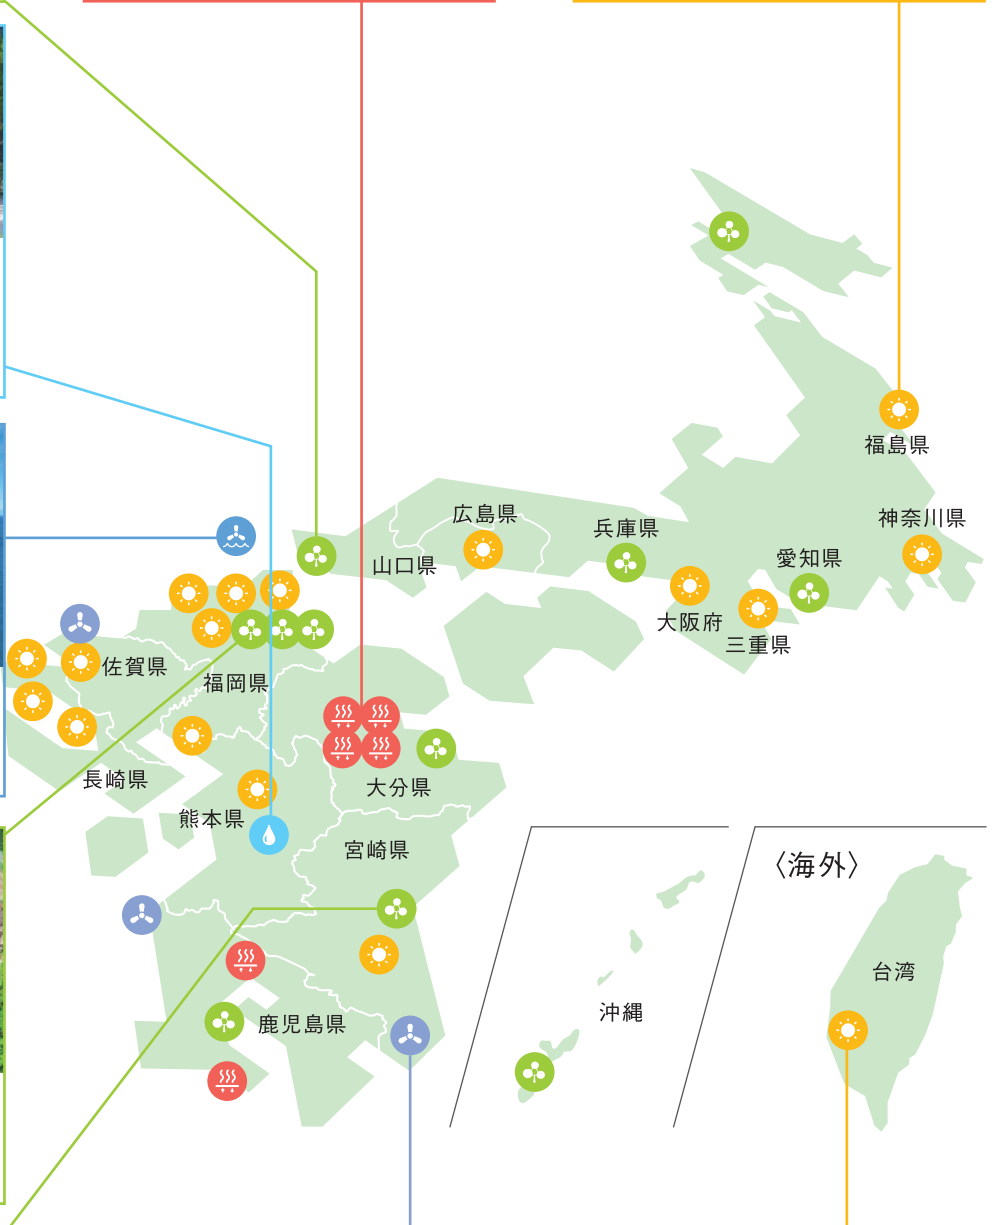 福島県
神奈川県
広島県
兵庫県
愛知県
山口県
大阪府
三重県
佐賀県
福岡県
長崎県
大分県
熊本県
宮崎県
〈海外〉
台湾
沖縄
鹿児島県